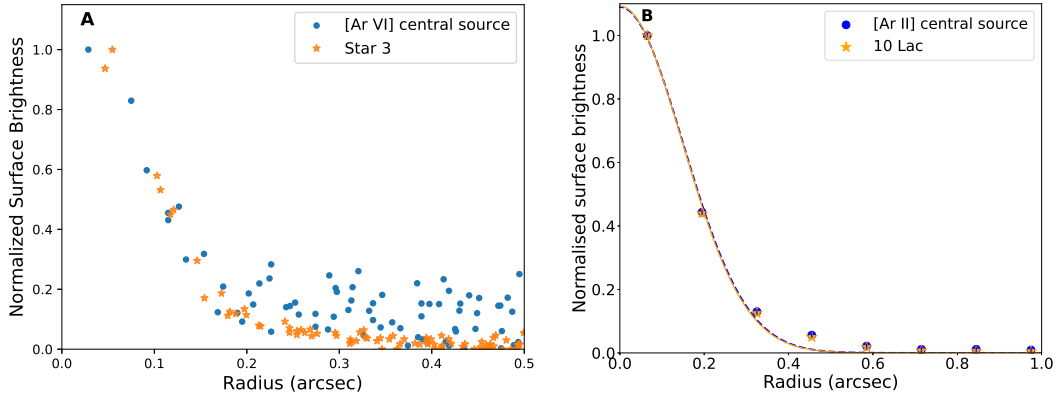 A
[Ar VI] central source
Star 3
Normalized Surface Brightness
1.0
0.8
0.6
0.4
0.2
0.0
0.0 0.1 0.2 0.3 0.4 0.5
Radius (arcsec)
B
[Ar II] central source
10 Lac
Normalised surface brightness
1.0
0.8
0.6
0.4
0.2
0.0
0.0 0.2 0.4 0.6 0.8 1.0
Radius (arcsec)